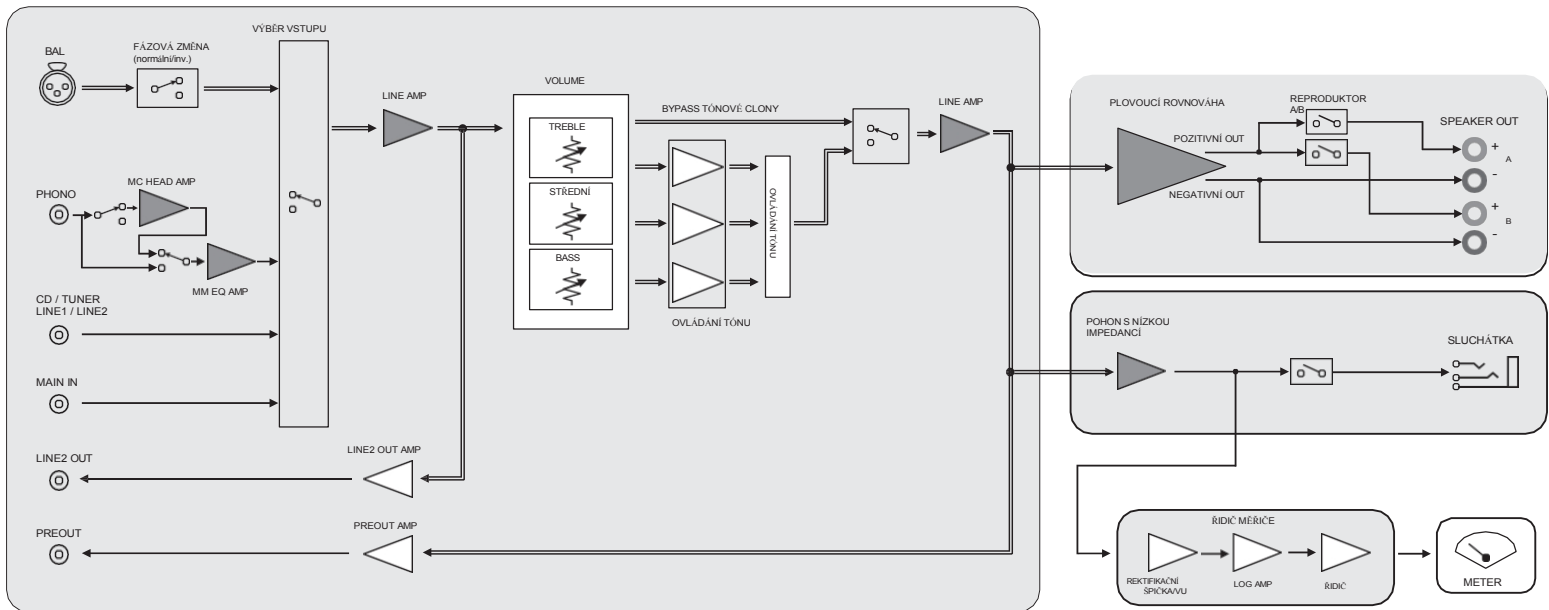 VÝBĚR VSTUPU
BAL
FÁZOVÁ ZMĚNA
(normální/inv.)
LINE AMP
VOLUME
BYPASS TÓNOVÉ CLONY
LINE AMP
TREBLE
STŘEDNÍ
BASS
OVLÁDÁNÍ TÓNU
OVLÁDÁNÍ TÓNU
PHONO
MC HEAD AMP
MM EQ AMP
CD / TUNER
LINE1 / LINE2
MAIN IN
LINE2 OUT
LINE2 OUT AMP
PREOUT
PREOUT AMP
PLOVOUCÍ ROVNOVÁHA
REPRODUKTOR
A/B
SPEAKER OUT
POZITIVNÍ OUT
NEGATIVNÍ OUT
+
A
-
+
B
-
POHON S NÍZKOU
IMPEDANCÍ
SLUCHÁTKA
ŘIDIČ MĚŘIČE
REKTIFIKAČNÍ
ŠPIČKA/VU
LOG AMP
ŘIDIČ
METER